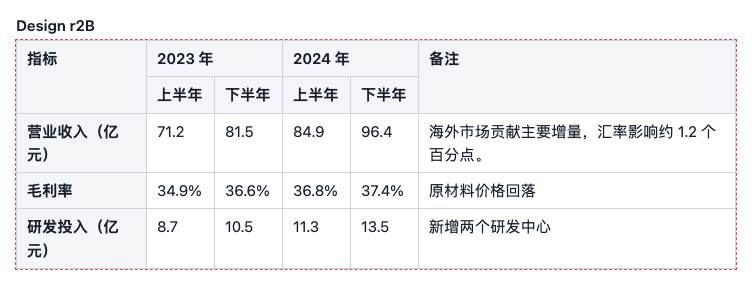 Design r2B
指标 2023 年 2024 年 备注
上半年 下半年 上半年 下半年
营业收入（亿元） 71.2 81.5 84.9 96.4 海外市场贡献主要增量，汇率影响约 1.2 个百分点。
毛利率 34.9% 36.6% 36.8% 37.4% 原材料价格回落
研发投入（亿元） 8.7 10.5 11.3 13.5 新增两个研发中心